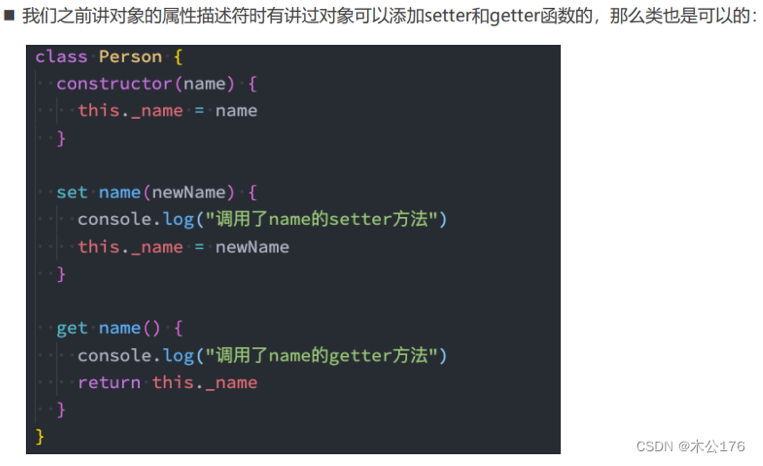 我们之前讲对象的属性描述符时有讲过对象可以添加setter和getter函数的，那么类也是可以的：
class Person {
  constructor(name) {
    this._name = name
  }

  set name(newName) {
    console.log("调用了name的setter方法")
    this._name = newName
  }

  get name() {
    console.log("调用了name的getter方法")
    return this._name
  }
}
CSDN @木公176